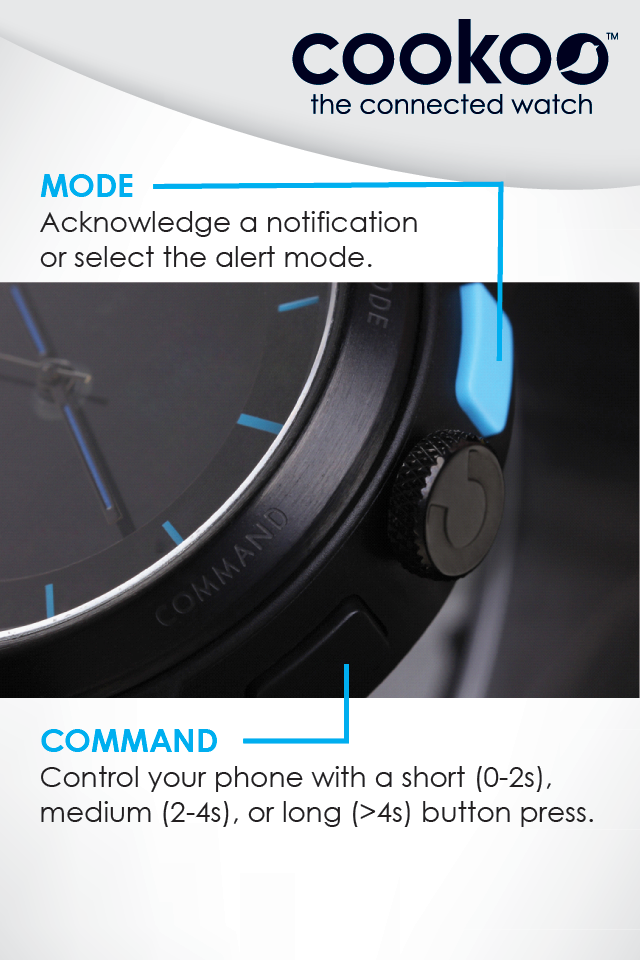 cookoo™
the connected watch
MODE
Acknowledge a notification
or select the alert mode.
ODE
COMMAND
COMMAND
Control your phone with a short (0-2s),
medium (2-4s), or long (>4s) button press.